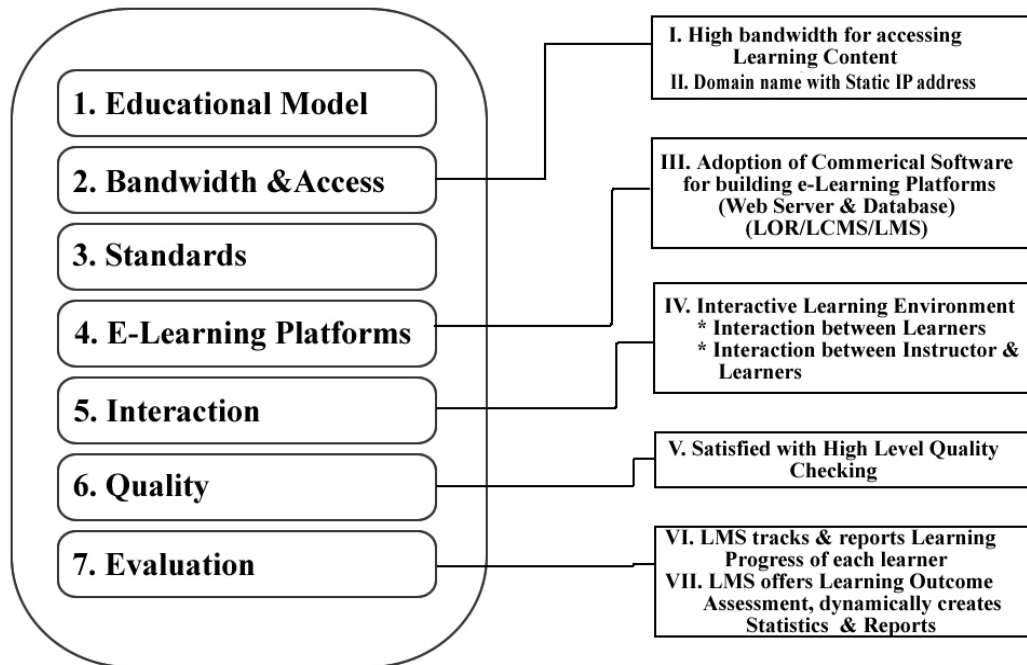 1. Educational Model
2. Bandwidth &Access
3. Standards
4. E-Learning Platforms
5. Interaction
6. Quality
7. Evaluation
I. High bandwidth for accessing
Learning Content
II. Domain name with Static IP address
III. Adoption of Commerical Software
for building e-Learning Platforms
(Web Server & Database)
(LOR/LCMS/LMS)
IV. Interactive Learning Environment
* Interaction between Learners
* Interaction between Instructor &
Learners
V. Satisfied with High Level Quality
Checking
VI. LMS tracks & reports Learning
Progress of each learner
VII. LMS offers Learning Outcome
Assessment, dynamically creates
Statistics & Reports